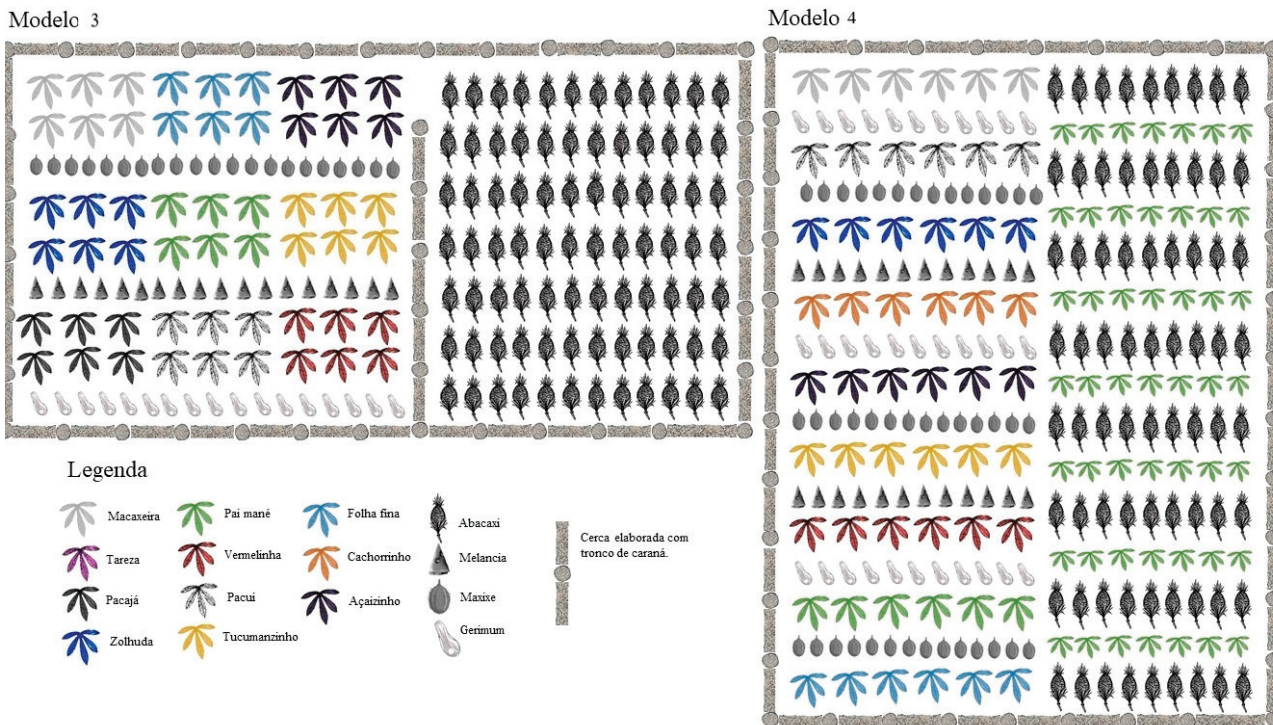 Modelo 3
Modelo 4
Legenda
Macaxeira
Tareza
Pacajá
Zolhuda
Pai mané
Vermelinha
Pacui
Tucumanzinho
Folha fina
Cachorrinho
Açaizinho
Abacaxi
Melancia
Maxixe
Gerimum
Cerca elaborada com
tronco de caraná.